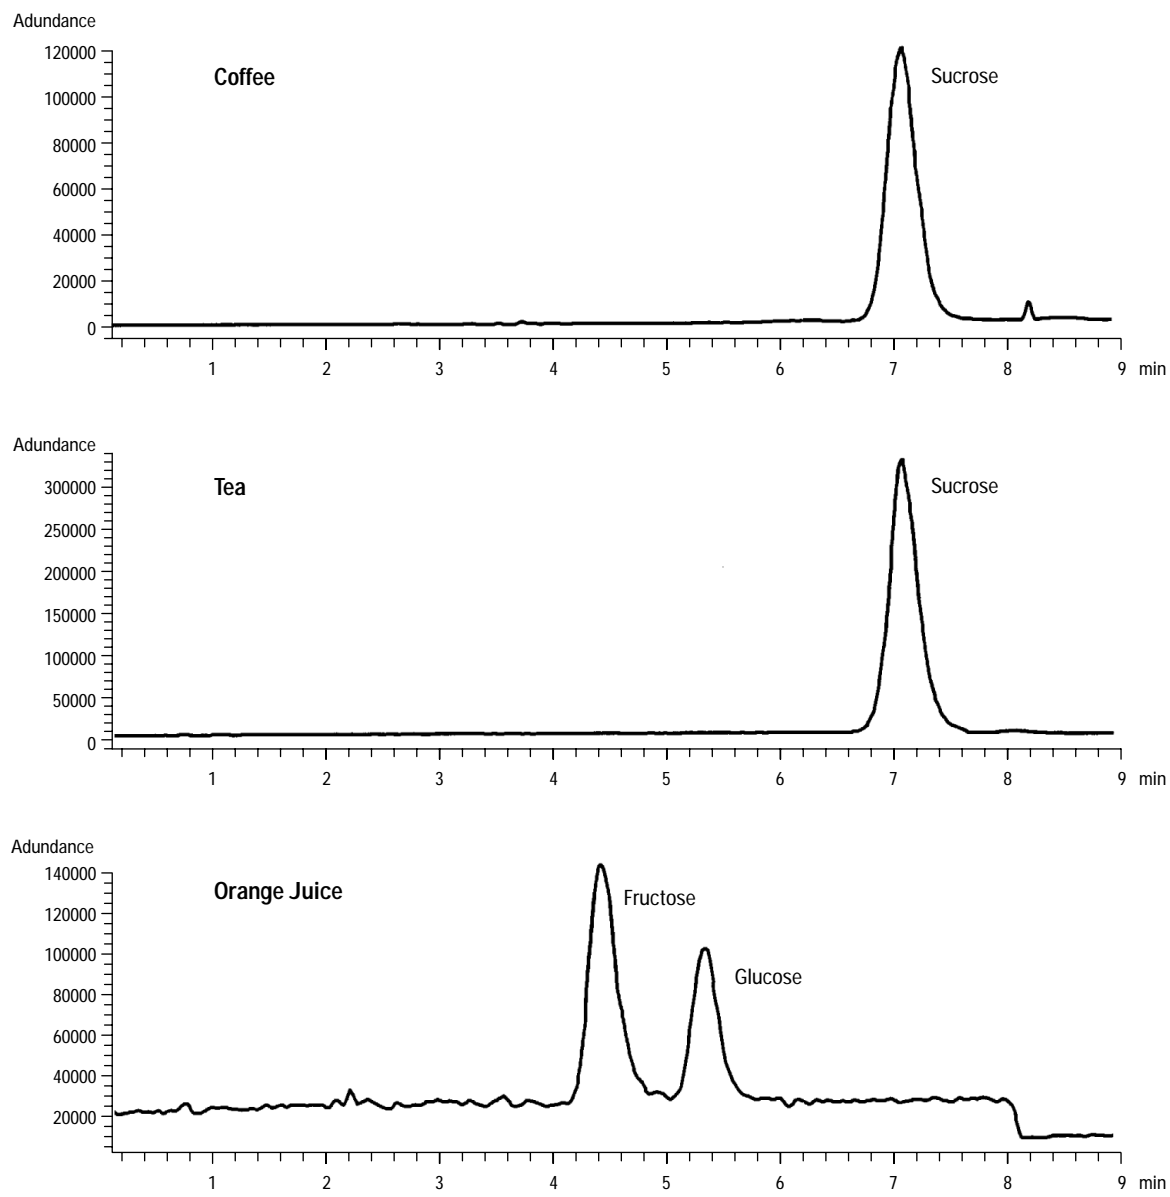 Adundance
120000
Coffee
Sucrose
100000
80000
60000
40000
20000
0
1 2 3 4 5 6 7 8 9 min
Adundance
Tea
Sucrose
300000
250000
200000
150000
100000
50000
0
1 2 3 4 5 6 7 8 9 min
Adundance
140000
Orange Juice
Fructose
120000
100000
Glucose
80000
60000
40000
20000
1 2 3 4 5 6 7 8 9 min